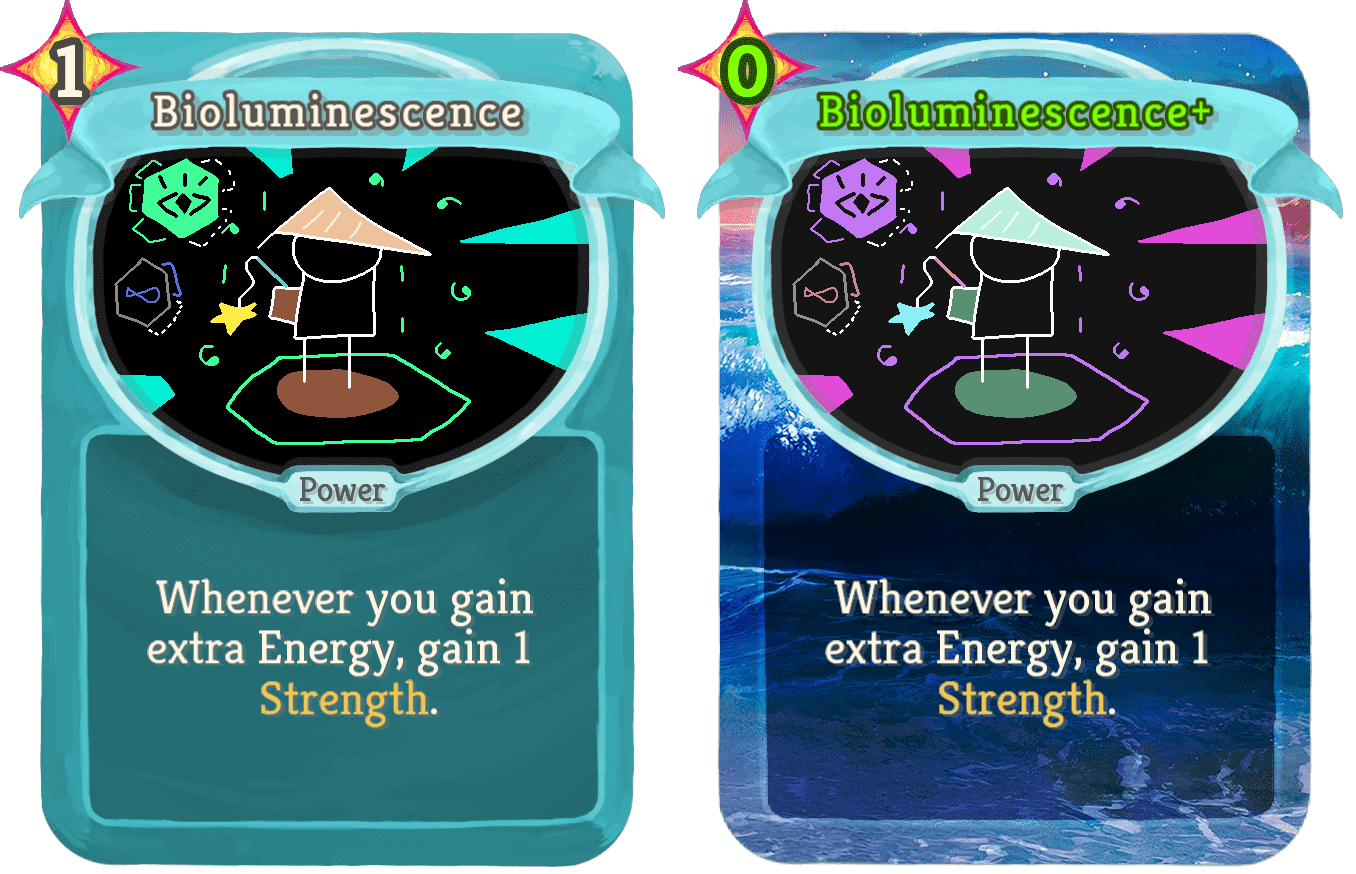 1
Bioluminescence
Power
Whenever you gain
extra Energy, gain 1
Strength.
0
Bioluminescence+
Power
Whenever you gain
extra Energy, gain 1
Strength.